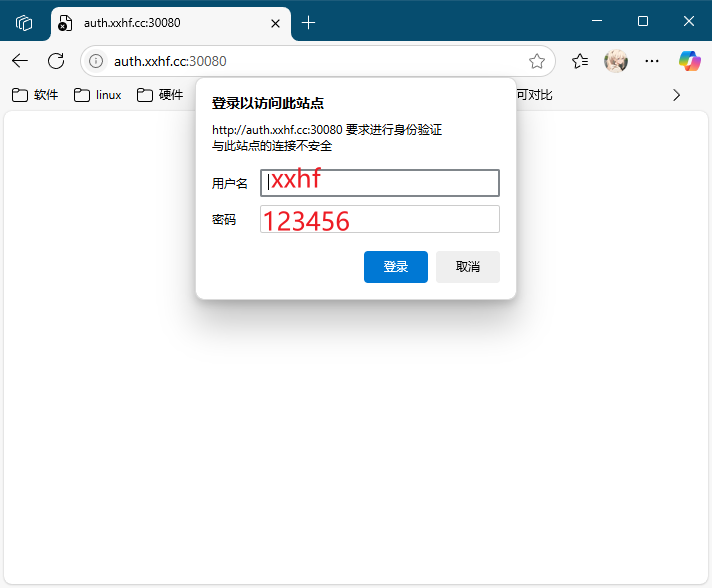 auth.xxhf.cc:30080
auth.xxhf.cc:30080
软件 linux 硬件 可对比
登录以访问此站点
http://auth.xxhf.cc:30080 要求进行身份验证
与此站点的连接不安全
用户名 xxhf
密码 123456
登录 取消